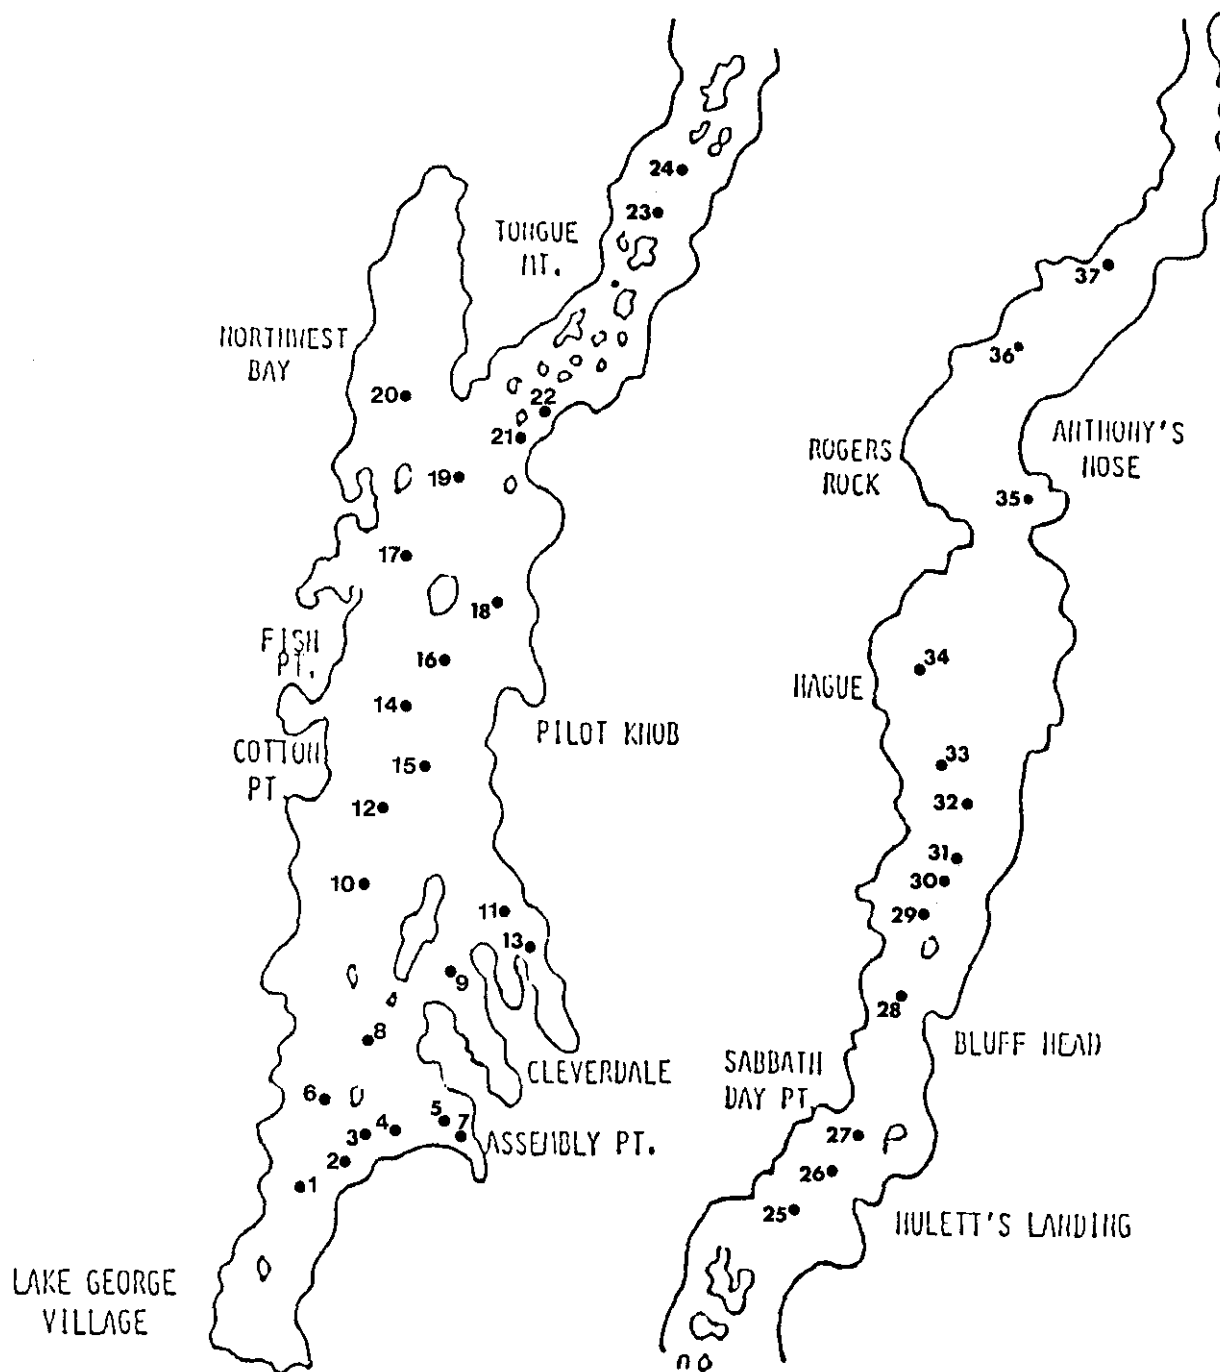 24
23
TONGUE
MT.
NORTHWEST
BAY
20
22
21
19
17
18
FISH
PT.
16
14
PILOT KNOB
COTTON
PT.
15
12
10
11
13
9
8
CLEVERDALE
6
5
4
3
7
ASSEMBLY PT.
2
1
LAKE GEORGE
VILLAGE
37
36
ANTHONY'S
NOSE
ROGERS
ROCK
35
34
HAGUE
33
32
31
30
29
28
BLUFF HEAD
SABBATH
DAY PT.
27
26
25
HULETT'S LANDING